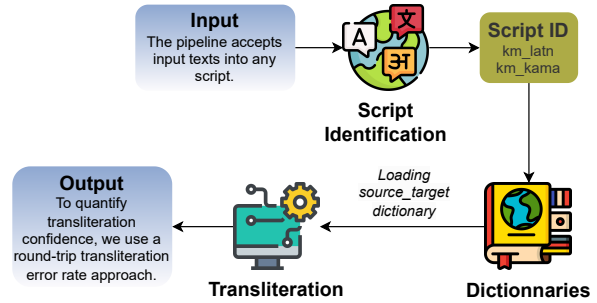 Input
The pipeline accepts
input texts into any
script.
A
文
अ
Script
Identification
Script ID
km_latn
km_kama
Loading
source_target
dictionary
Dictionnaries
Transliteration
Output
To quantify
transliteration
confidence, we use a
round-trip transliteration
error rate approach.